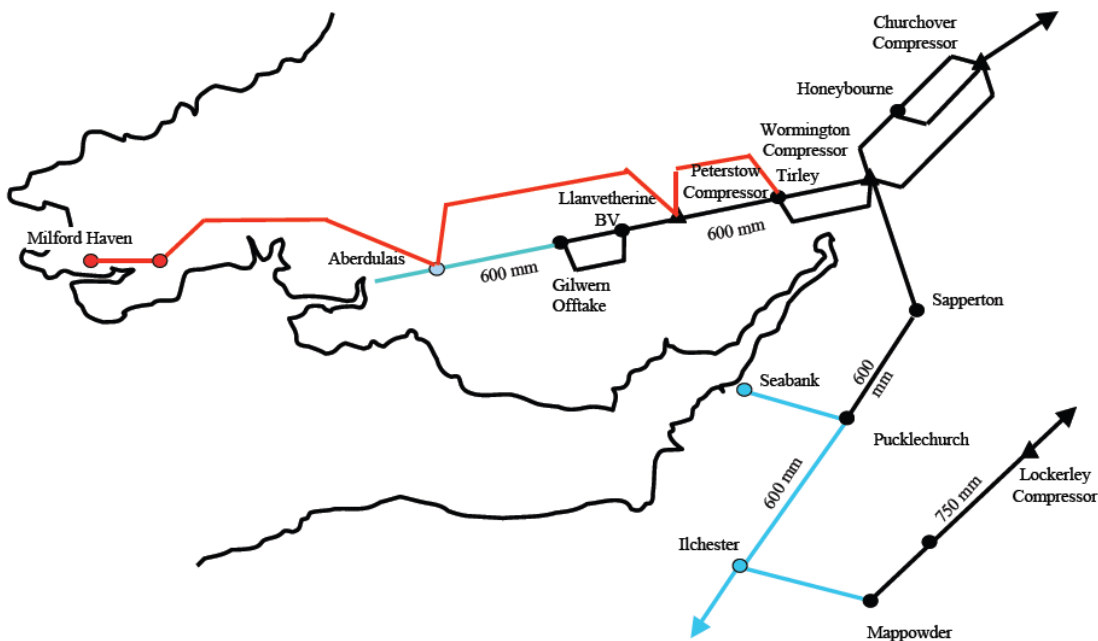 Churchover
Compressor
Honeybourne
Wormington
Compressor
Peterstow
Compressor
Tirley
Llanvetherine
BV
600 mm
Milford Haven
Aberdulais
600 mm
Gilwern
Offtake
Sapperton
600
mm
Seabank
Pucklechurch
600 mm
750 mm
Lockerley
Compressor
Ilchester
Mappowder